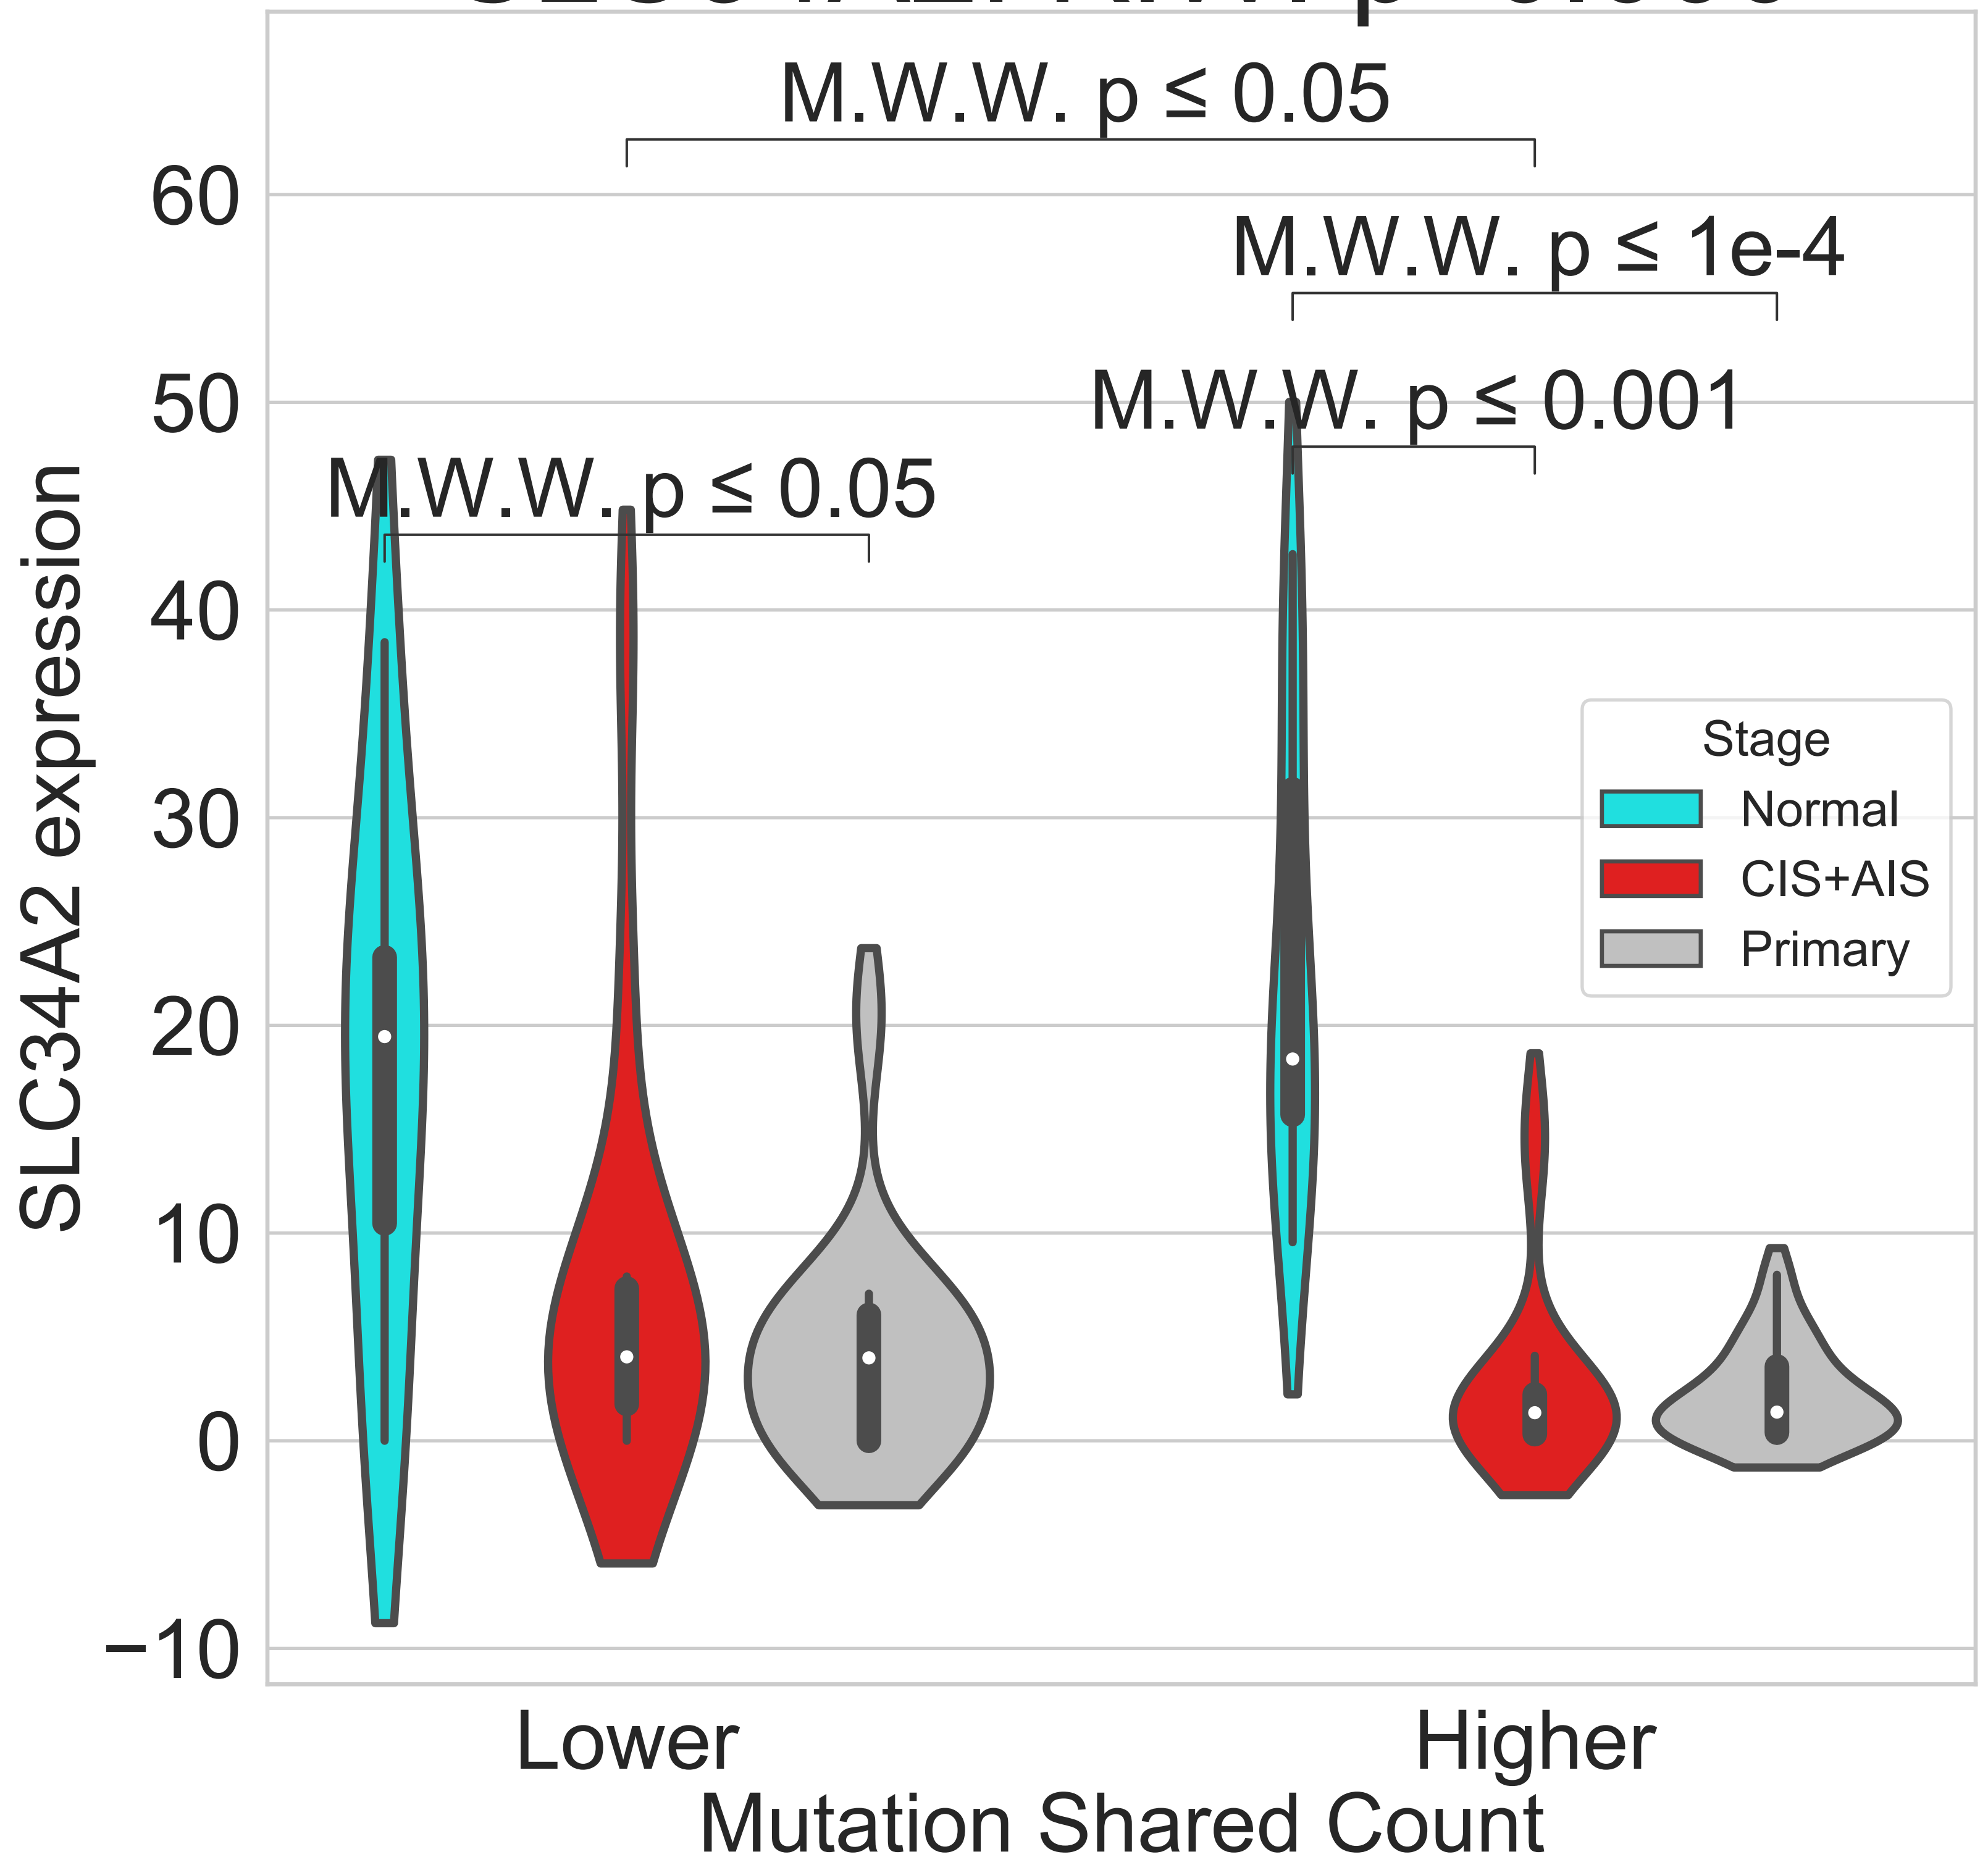 M.W.W. p ≤ 0.05
M.W.W. p ≤ 1e-4
M.W.W. p ≤ 0.001
M.W.W. p ≤ 0.05
60
50
40
30
20
10
0
−10
SLC34A2 expression
Stage
Normal
CIS+AIS
Primary
Lower
Higher
Mutation Shared Count